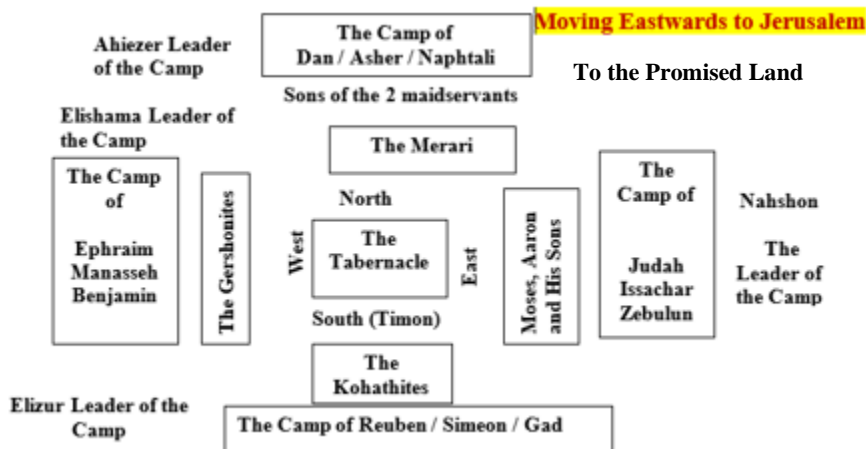 Moving Eastwards to Jerusalem
To the Promised Land
The Camp of
Dan / Asher / Naphtali
Ahiezer Leader
of the Camp
Sons of the 2 maidservants
Elishama Leader of
the Camp
The Merari
The Camp
of
Ephraim
Manasseh
Benjamin
The Gershonites
North
West
The
Tabernacle
East
South (Timon)
Moses, Aaron
and His Sons
The
Camp of
Judah
Issachar
Zebulun
Nahshon
The
Leader of
the Camp
The
Kohathites
Elizur Leader of the
Camp
The Camp of Reuben / Simeon / Gad